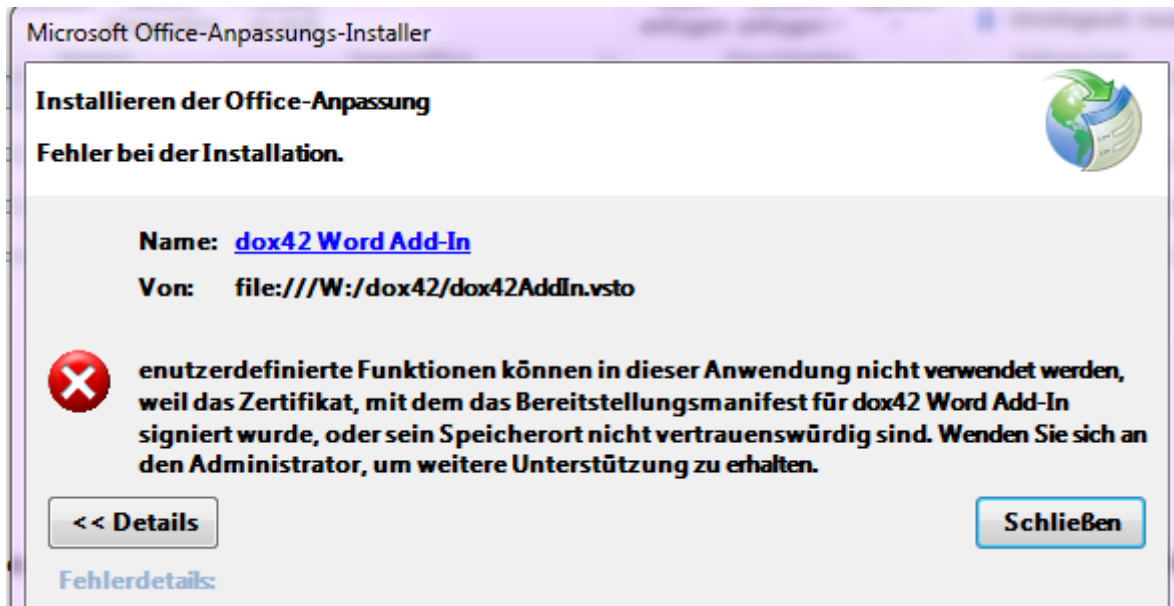 Microsoft Office-Anpassungs-Installer
Installieren der Office-Anpassung
Fehler bei der Installation.
Name: dox42 Word Add-In
Von: file:///W:/dox42/dox42AddIn.vsto
enutzerdefinierte Funktionen können in dieser Anwendung nicht verwendet werden,
weil das Zertifikat, mit dem das Bereitstellungsmanifest für dox42 Word Add-In
signiert wurde, oder sein Speicherort nicht vertrauenswürdig sind. Wenden Sie sich an
den Administrator, um weitere Unterstützung zu erhalten.
<< Details
Schließen
Fehlerdetails: